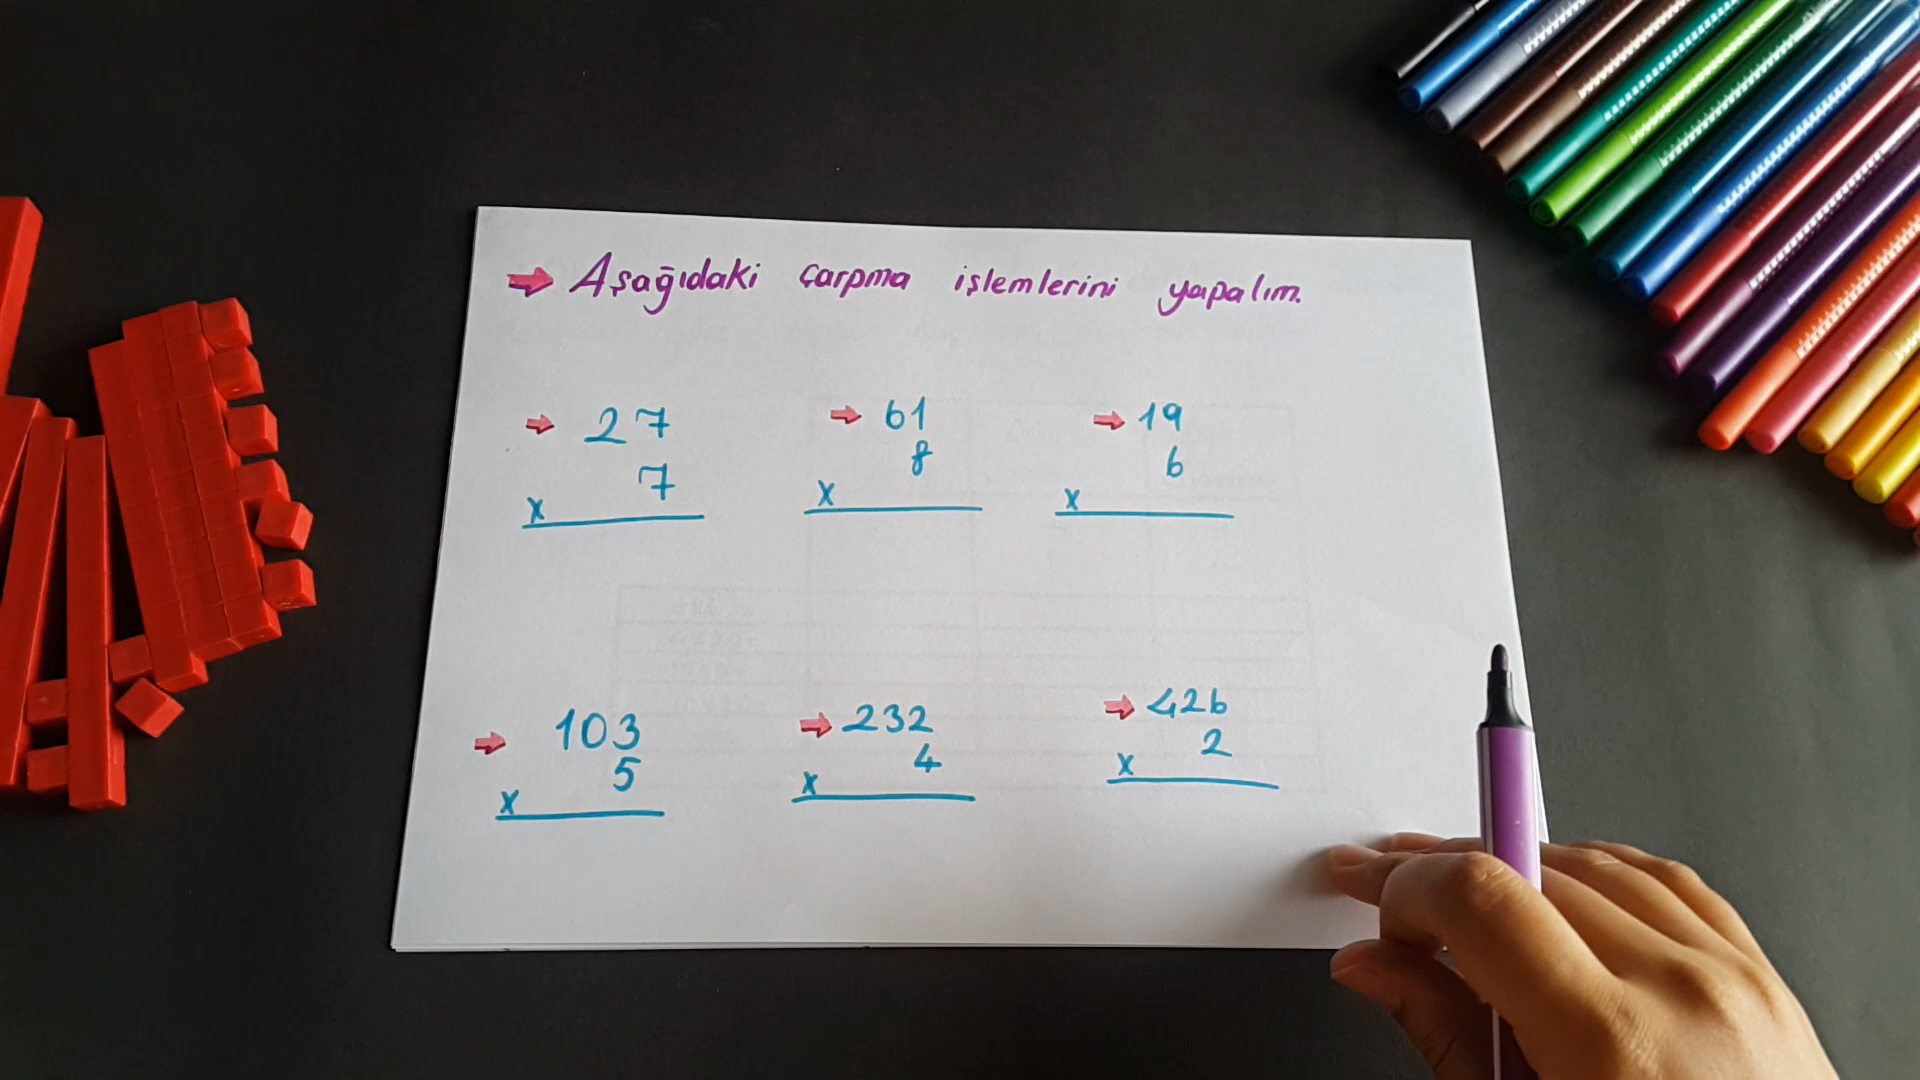 Aşağıdaki çarpma işlemlerini yapalım.
27
7
x
61
8
x
19
6
x
103
5
x
232
4
x
426
2
x